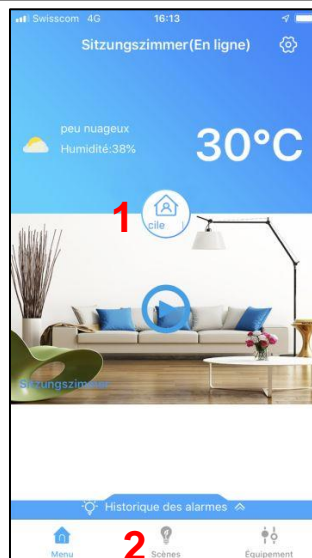 Swisscom 4G 16:13
Sitzungszimmer(En ligne)
peu nuageux
Humidité:38%
30°C
1
cile
Sitzungszimmer
Historique des alarmes
2
Menu Scènes Équipement